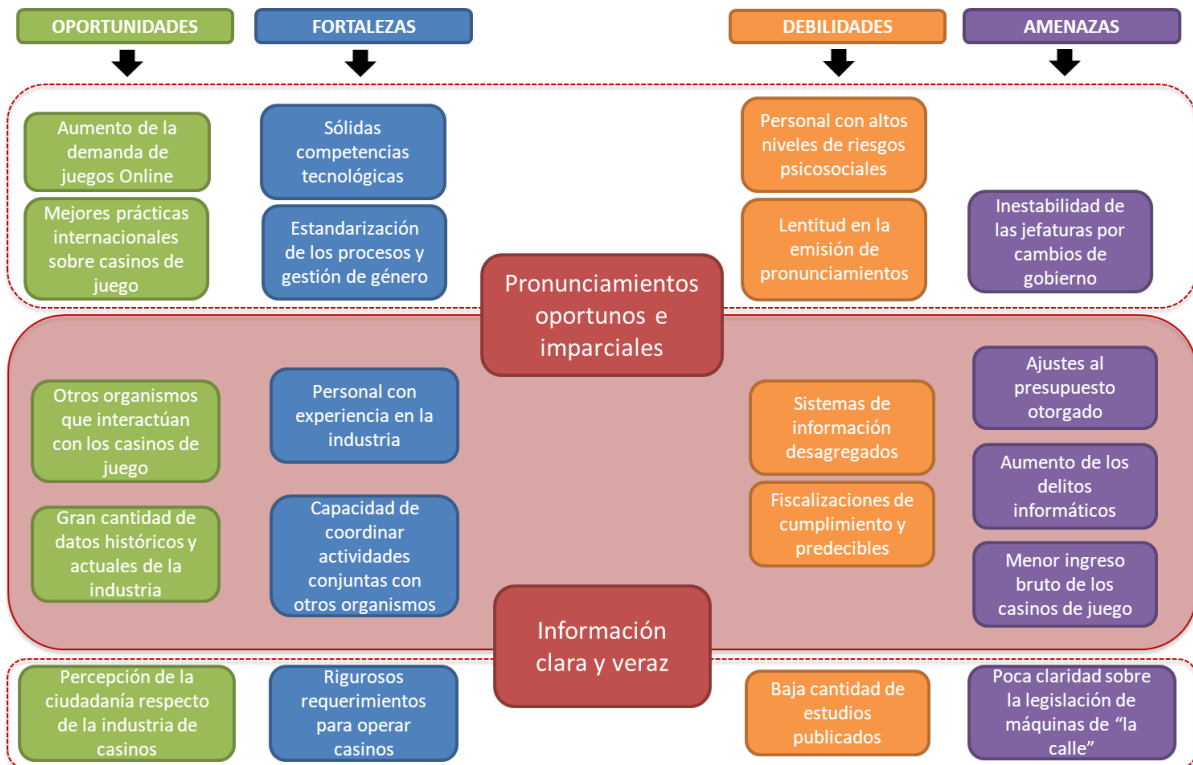 OPORTUNIDADES
FORTALEZAS
DEBILIDADES
AMENAZAS
Aumento de la
demanda de
juegos Online
Sólidas
competencias
tecnológicas
Personal con altos
niveles de riesgos
psicosociales
Mejores prácticas
internacionales
sobre casinos de
juego
Estandarización
de los procesos y
gestión de género
Lentitud en la
emisión de
pronunciamientos
Inestabilidad de
las jefaturas por
cambios de
gobierno
Pronunciamientos
oportunos e
imparciales
Otros organismos
que interactúan
con los casinos de
juego
Personal con
experiencia en la
industria
Sistemas de
información
desagregados
Ajustes al
presupuesto
otorgado
Aumento de los
delitos
informáticos
Gran cantidad de
datos históricos y
actuales de la
industria
Capacidad de
coordinar
actividades
conjuntas con
otros organismos
Fiscalizaciones de
cumplimiento y
predecibles
Menor ingreso
bruto de los
casinos de juego
Información
clara y veraz
Percepción de la
ciudadanía respecto
de la industria de
casinos
Rigurosos
requerimientos
para operar
casinos
Baja cantidad de
estudios
publicados
Poca claridad sobre
la legislación de
máquinas de “la
calle”